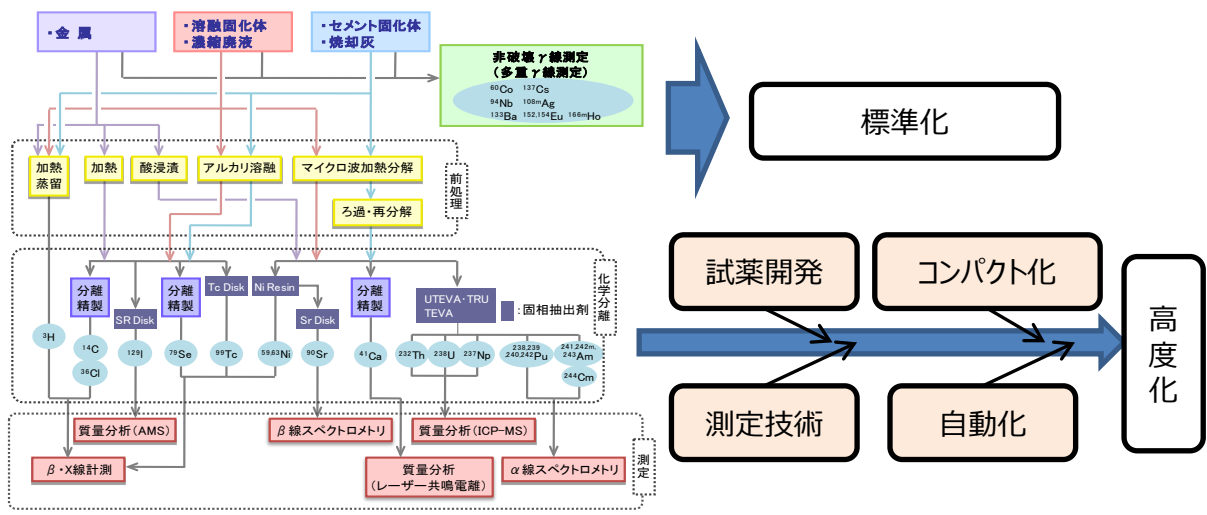 ・金 属
・溶融固化体
・濃縮廃液
・セメント固化体
・焼却灰
非破壊γ線測定
(多重γ線測定)
⁶⁰Co ¹³⁷Cs
⁹⁴Nb ¹⁰⁸ᵐAg
¹³³Ba ¹⁵²,¹⁵⁴Eu ¹⁶⁶ᵐHo
標準化
加熱
蒸留
加熱
酸浸漬
アルカリ溶融
マイクロ波加熱分解
ろ過・再分解
前処理
分離
精製
SR Disk
分離
精製
Tc Disk
Ni Resin
Sr Disk
分離
精製
UTEVA・TRU
TEVA
:固相抽出剤
化学分離
³H
¹⁴C
³⁶Cl
¹²⁹I
⁷⁹Se
⁹⁹Tc
⁵⁹,⁶³Ni
⁹⁰Sr
⁴¹Ca
²³²Th
²³⁸U
²³⁷Np
²³⁸,²³⁹
,²⁴⁰,²⁴²Pu
²⁴¹,²⁴²ᵐ,
²⁴³Am
²⁴⁴Cm
質量分析(AMS)
β線スペクトロメトリ
質量分析(ICP-MS)
β・X線計測
質量分析
(レーザー共鳴電離)
α線スペクトロメトリ
測定
試薬開発
コンパクト化
測定技術
自動化
高度化